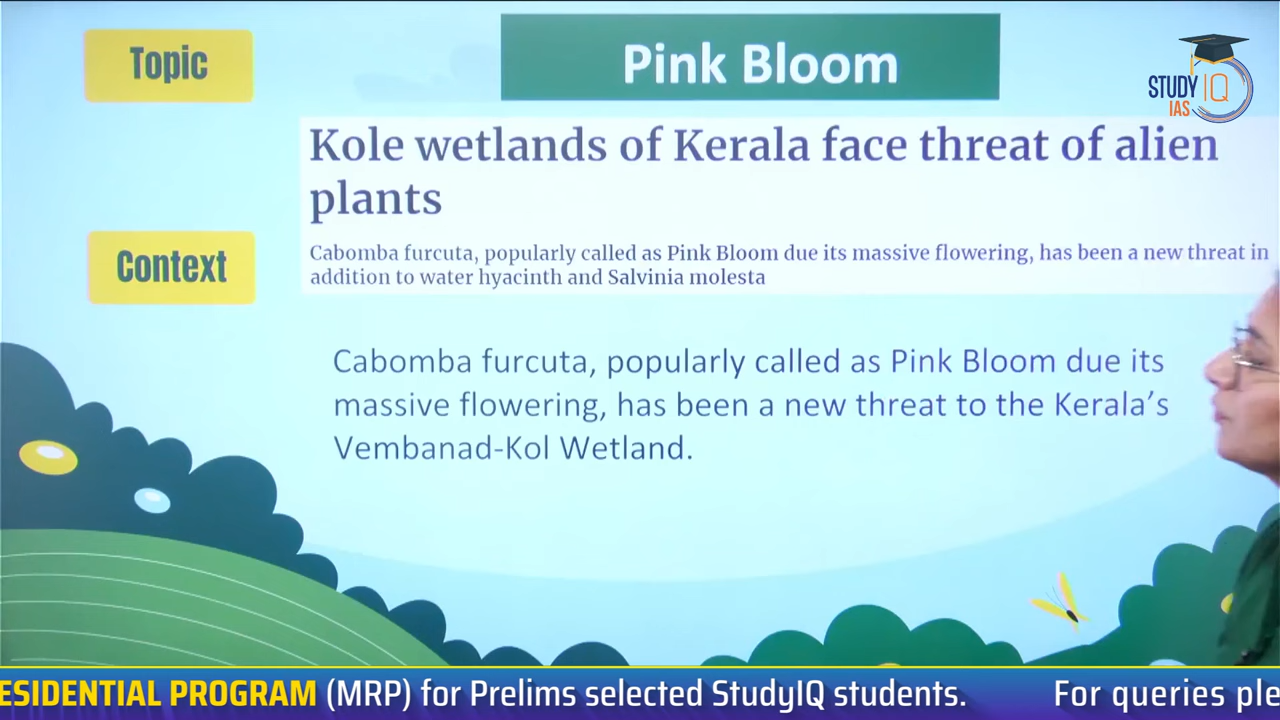 Topic
Pink Bloom
STUDY IQ
IAS
Kole wetlands of Kerala face threat of alien
plants
Context
Cabomba furcuta, popularly called as Pink Bloom due its massive flowering, has been a new threat in
addition to water hyacinth and Salvinia molesta
Cabomba furcuta, popularly called as Pink Bloom due its
massive flowering, has been a new threat to the Kerala's
Vembanad-Kol Wetland.
ESIDENTIAL PROGRAM (MRP) for Prelims selected StudyIQ students. For queries ple